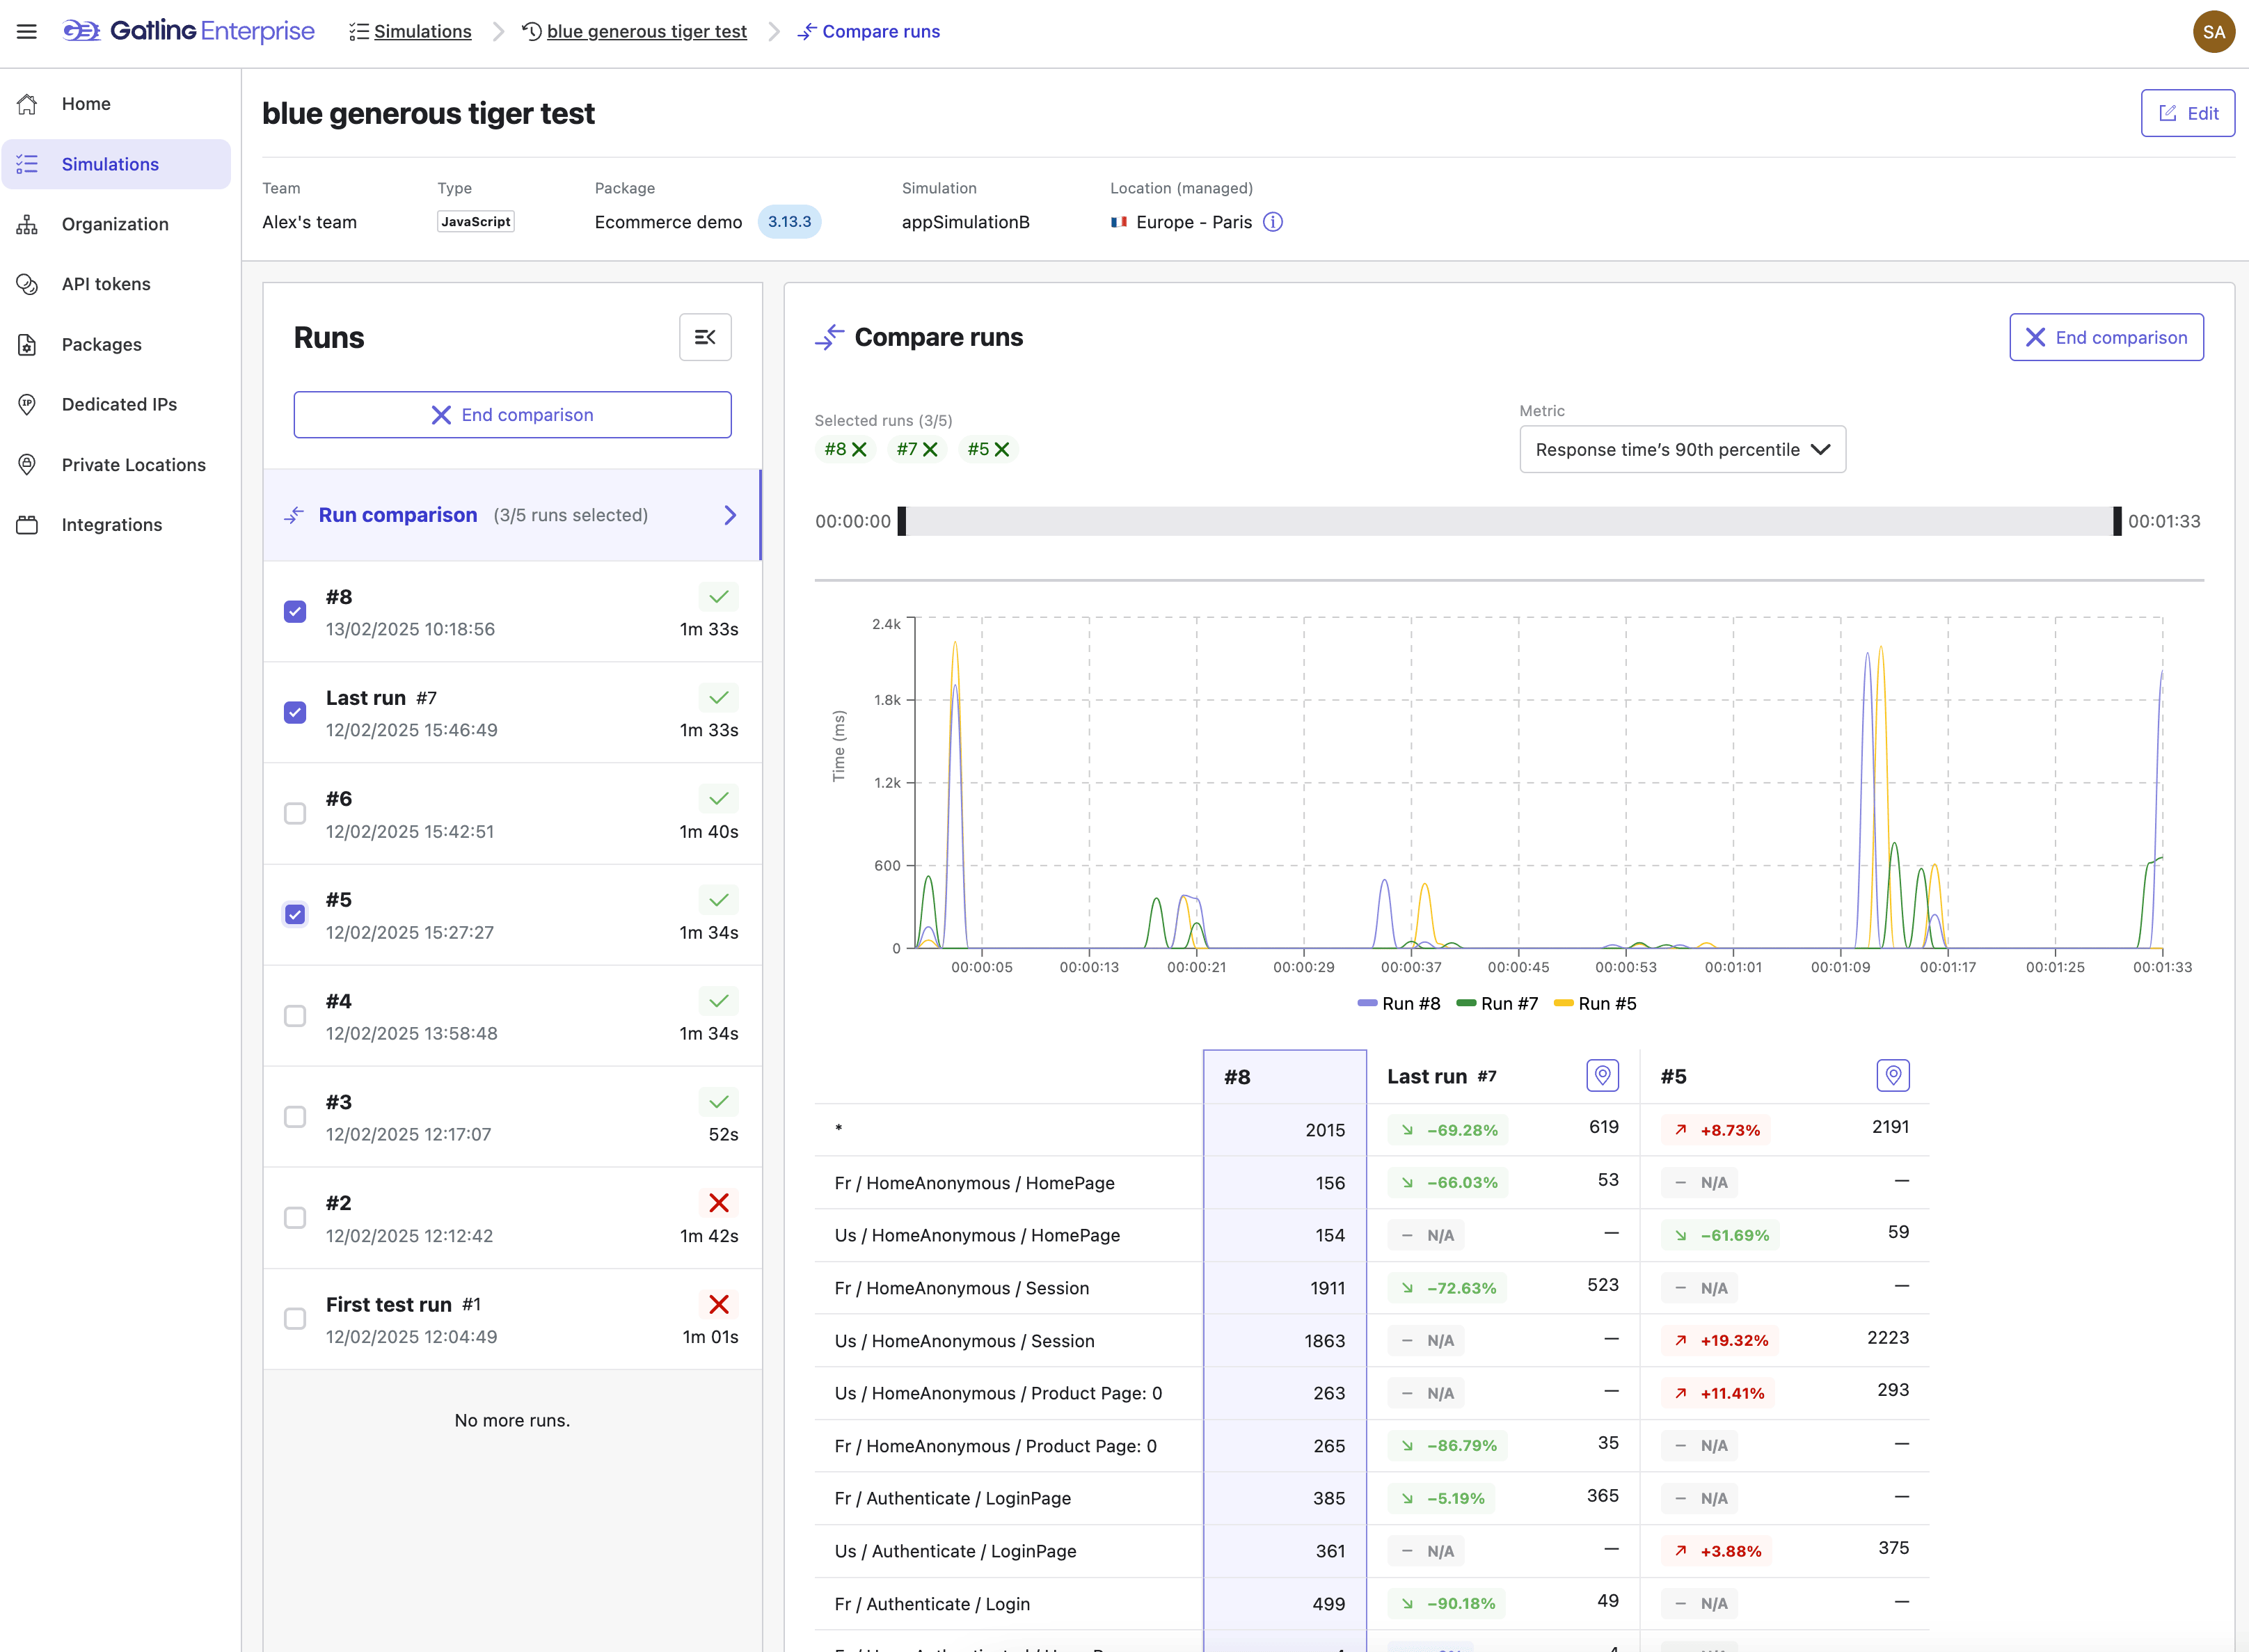 Gatling Enterprise
Simulations
blue generous tiger test
Compare runs
SA
Home
Simulations
Organization
API tokens
Packages
Dedicated IPs
Private Locations
Integrations
blue generous tiger test
Edit
Team
Type
Package
Simulation
Location (managed)
Alex's team
JavaScript
Ecommerce demo 3.13.3
appSimulationB
Europe - Paris
Runs
End comparison
Run comparison (3/5 runs selected)
#8
13/02/2025 10:18:56 1m 33s
Last run #7
12/02/2025 15:46:49 1m 33s
#6
12/02/2025 15:42:51 1m 40s
#5
12/02/2025 15:27:27 1m 34s
#4
12/02/2025 13:58:48 1m 34s
#3
12/02/2025 12:17:07 52s
#2
12/02/2025 12:12:42 1m 42s
First test run #1
12/02/2025 12:04:49 1m 01s
No more runs.
Compare runs
End comparison
Selected runs (3/5)
#8 #7 #5
Metric
Response time’s 90th percentile
00:00:00 00:01:33
Time (ms)
2.4k
1.8k
1.2k
600
0
00:00:05 00:00:13 00:00:21 00:00:29 00:00:37 00:00:45 00:00:53 00:01:01 00:01:09 00:01:17 00:01:25 00:01:33
Run #8 Run #7 Run #5
#8 Last run #7 #5
* 2015 −69.28% 619 +8.73% 2191
Fr / HomeAnonymous / HomePage 156 −66.03% 53 – N/A —
Us / HomeAnonymous / HomePage 154 – N/A — −61.69% 59
Fr / HomeAnonymous / Session 1911 −72.63% 523 – N/A —
Us / HomeAnonymous / Session 1863 – N/A — +19.32% 2223
Us / HomeAnonymous / Product Page: 0 263 – N/A — +11.41% 293
Fr / HomeAnonymous / Product Page: 0 265 −86.79% 35 – N/A —
Fr / Authenticate / LoginPage 385 −5.19% 365 – N/A —
Us / Authenticate / LoginPage 361 – N/A — +3.88% 375
Fr / Authenticate / Login 499 −90.18% 49 – N/A —